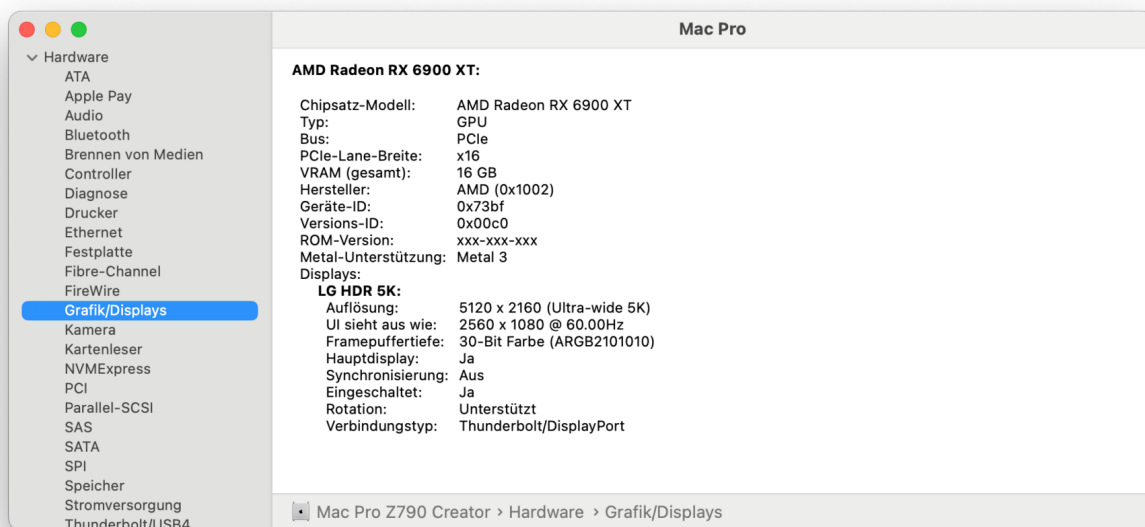 Mac Pro
Hardware
ATA
Apple Pay
Audio
Bluetooth
Brennen von Medien
Controller
Diagnose
Drucker
Ethernet
Festplatte
Fibre-Channel
FireWire
Grafik/Displays
Kamera
Kartenleser
NVMExpress
PCI
Parallel-SCSI
SAS
SATA
SPI
Speicher
Stromversorgung
Thunderbolt/USB4
AMD Radeon RX 6900 XT:
Chipsatz-Modell: AMD Radeon RX 6900 XT
Typ: GPU
Bus: PCIe
PCIe-Lane-Breite: x16
VRAM (gesamt): 16 GB
Hersteller: AMD (0x1002)
Geräte-ID: 0x73bf
Versions-ID: 0x00c0
ROM-Version: xxx-xxx-xxx
Metal-Unterstützung: Metal 3
Displays:
LG HDR 5K:
Auflösung: 5120 x 2160 (Ultra-wide 5K)
UI sieht aus wie: 2560 x 1080 @ 60.00Hz
Framepuffertiefe: 30-Bit Farbe (ARGB2101010)
Hauptdisplay: Ja
Synchronisierung: Aus
Eingeschaltet: Ja
Rotation: Unterstützt
Verbindungstyp: Thunderbolt/DisplayPort
Mac Pro Z790 Creator › Hardware › Grafik/Displays